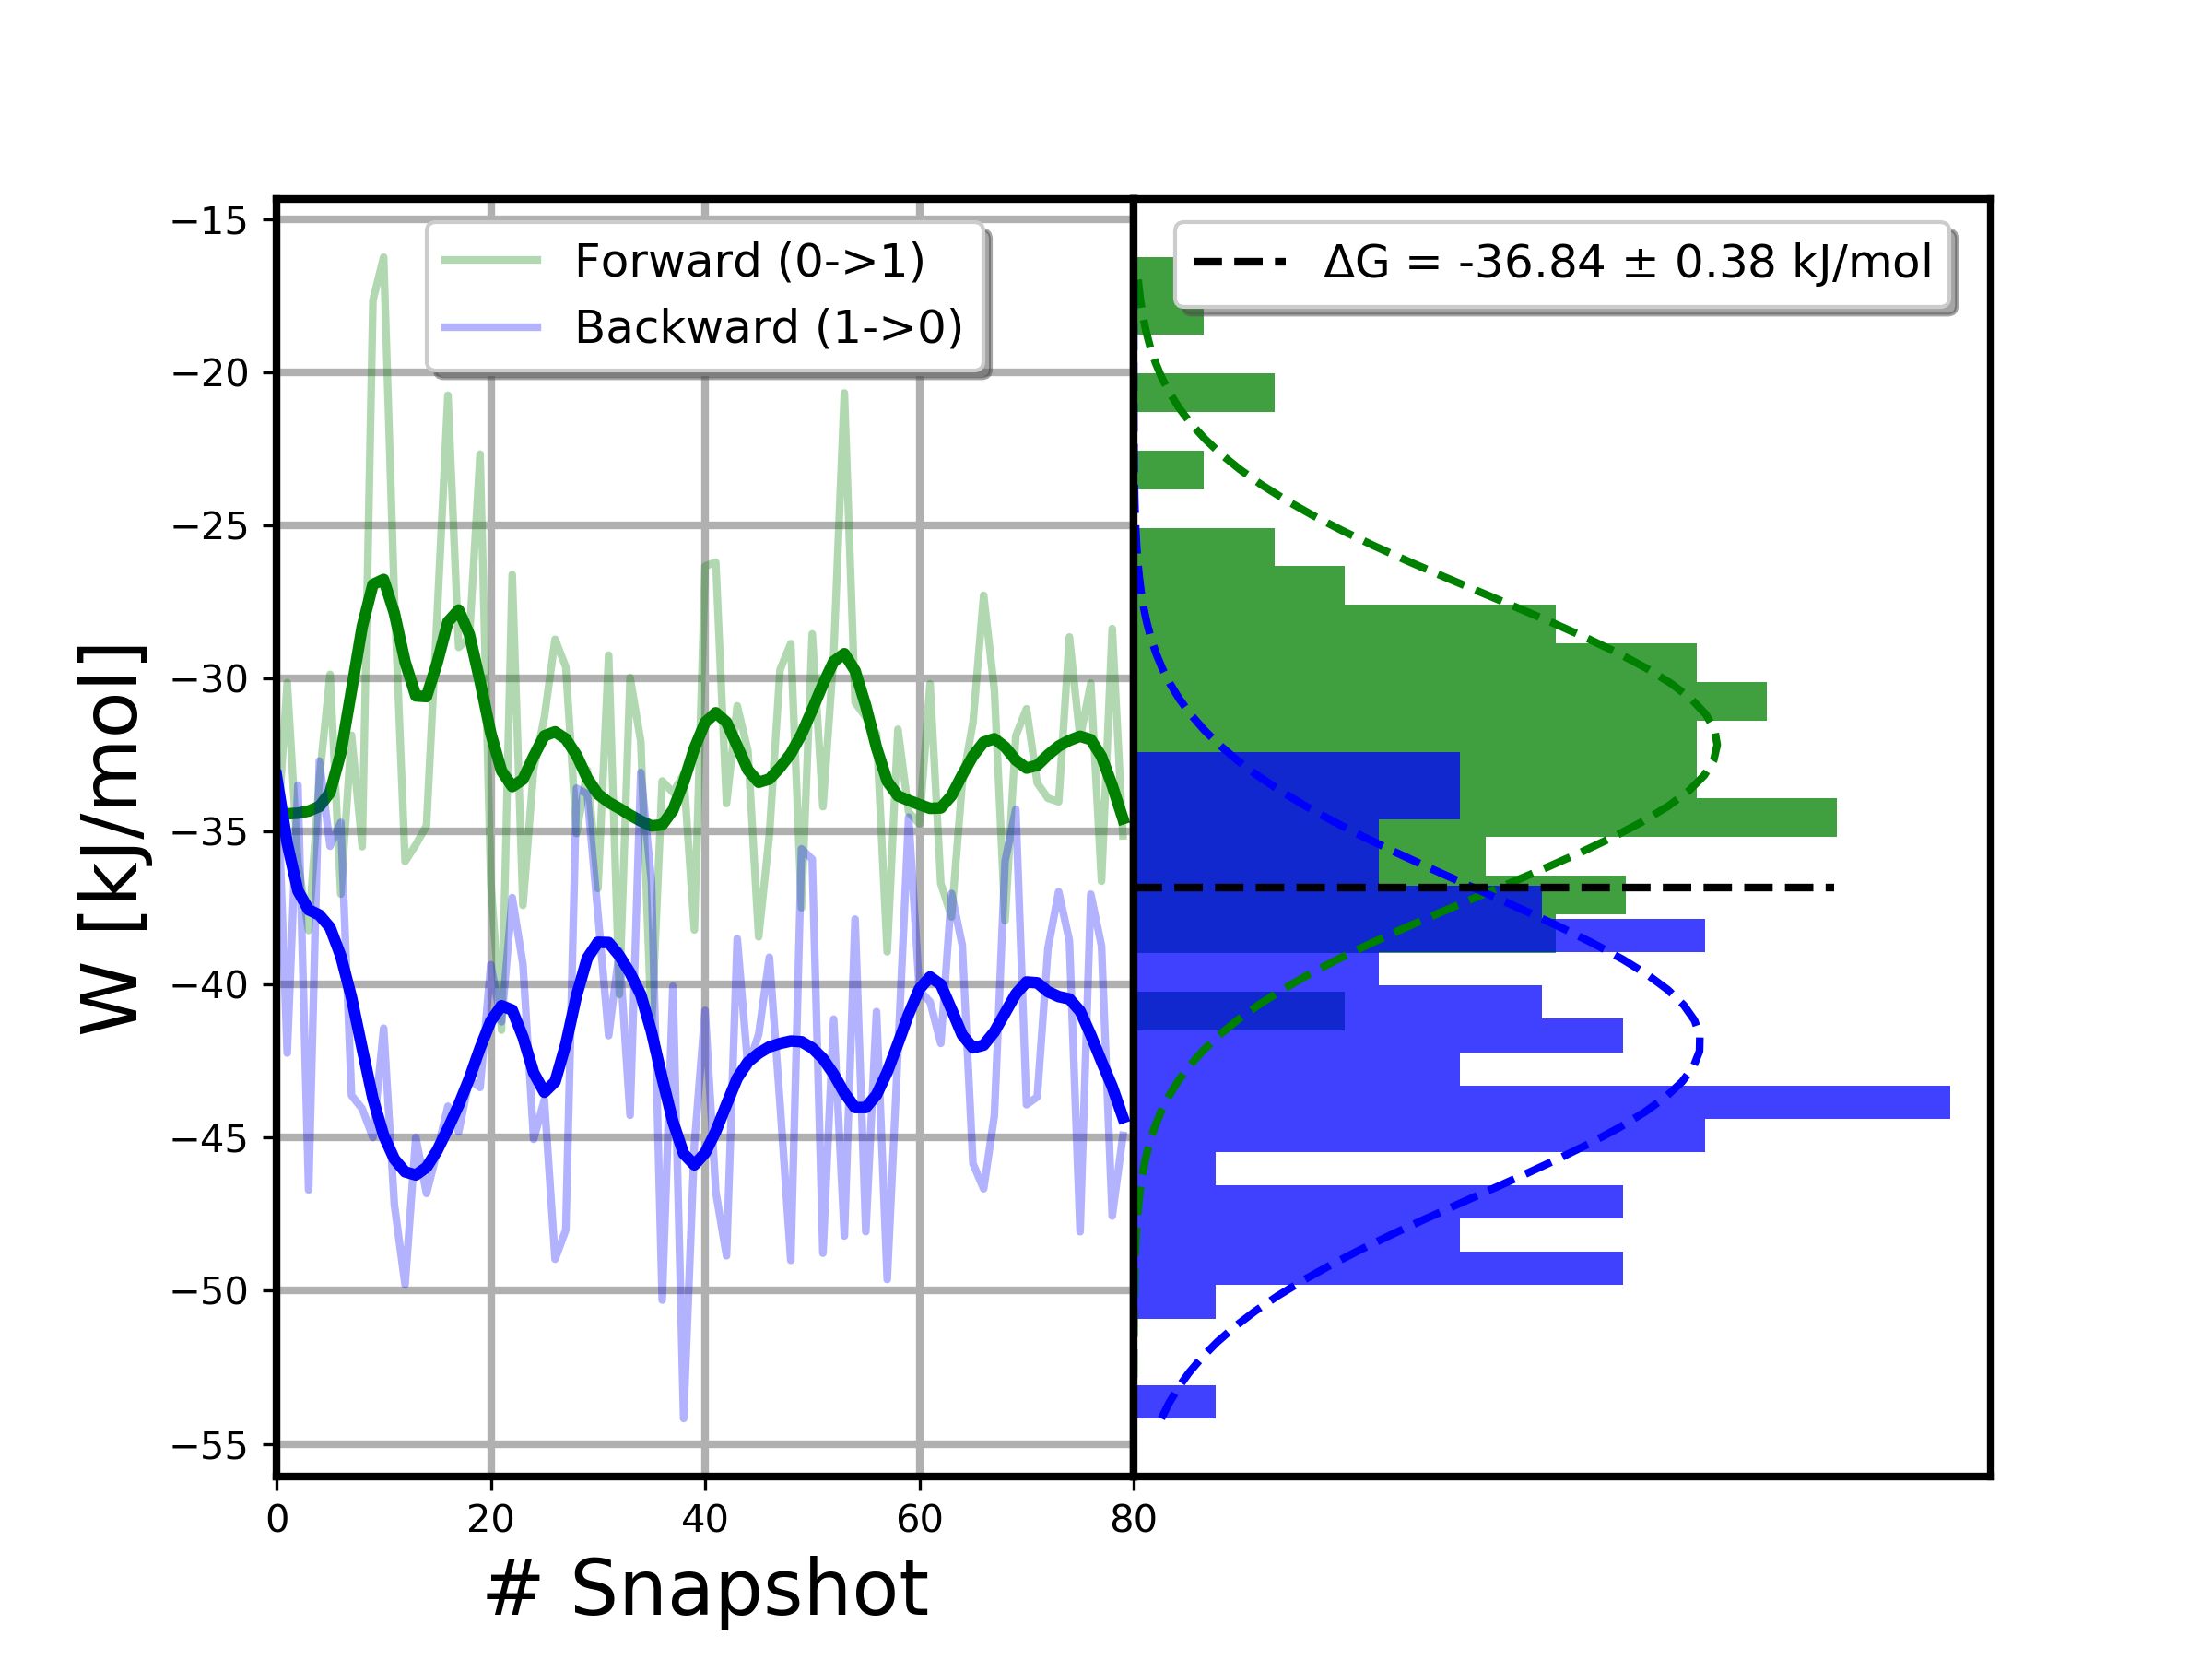 W [kJ/mol]
−15
−20
−25
−30
−35
−40
−45
−50
−55
Forward (0->1)
Backward (1->0)
ΔG = -36.84 ± 0.38 kJ/mol
0 20 40 60 80
# Snapshot